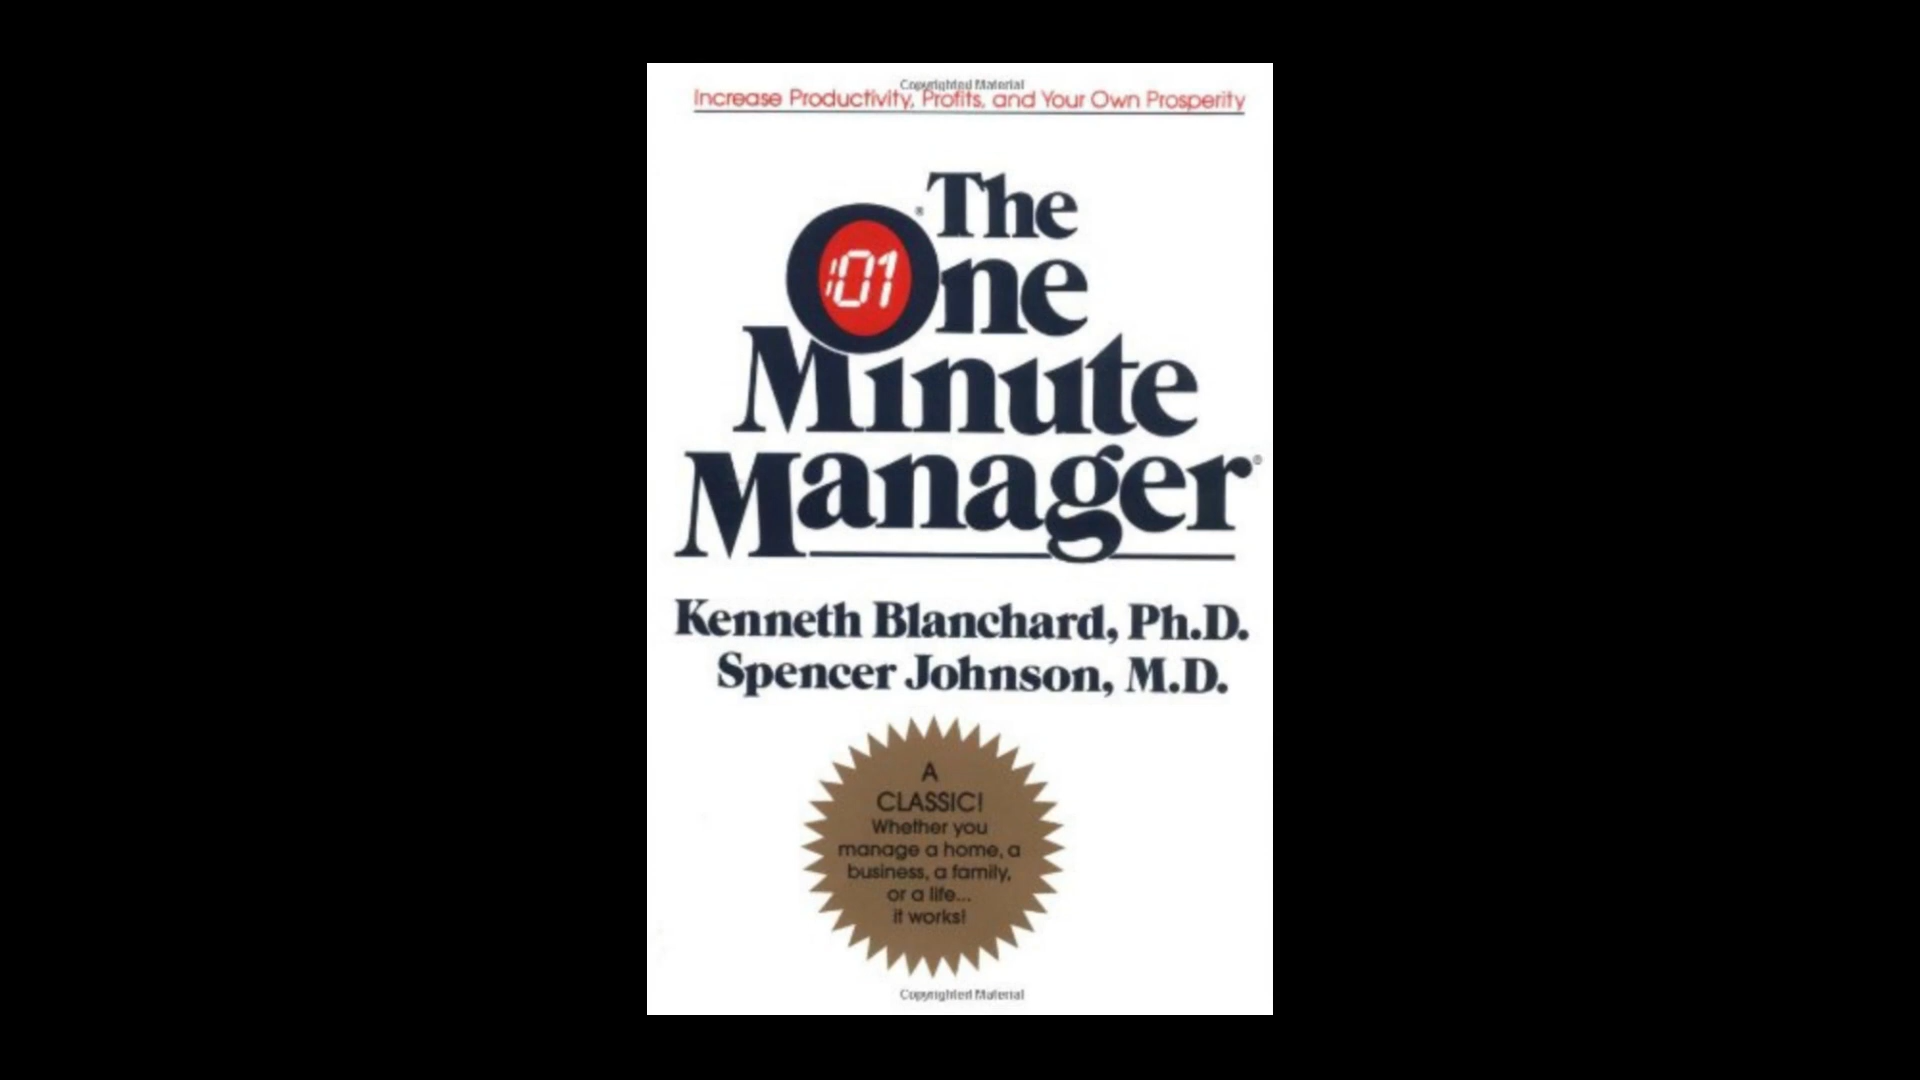 Copyrighted Material
Increase Productivity, Profits, and Your Own Prosperity
The
One
:01
Minute
Manager®
Kenneth Blanchard, Ph.D.
Spencer Johnson, M.D.
A
CLASSIC!
Whether you
manage a home, a
business, a family,
or a life...
it works!
Copyrighted Material